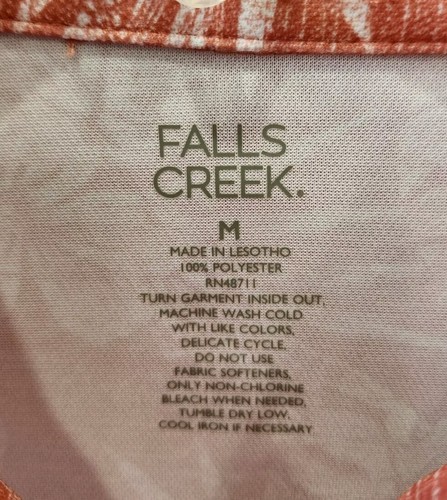 FALLS
CREEK.
M
MADE IN LESOTHO
100% POLYESTER
RN48711
TURN GARMENT INSIDE OUT,
MACHINE WASH COLD
WITH LIKE COLORS,
DELICATE CYCLE,
DO NOT USE
FABRIC SOFTENERS,
ONLY NON-CHLORINE
BLEACH WHEN NEEDED,
TUMBLE DRY LOW,
COOL IRON IF NECESSARY